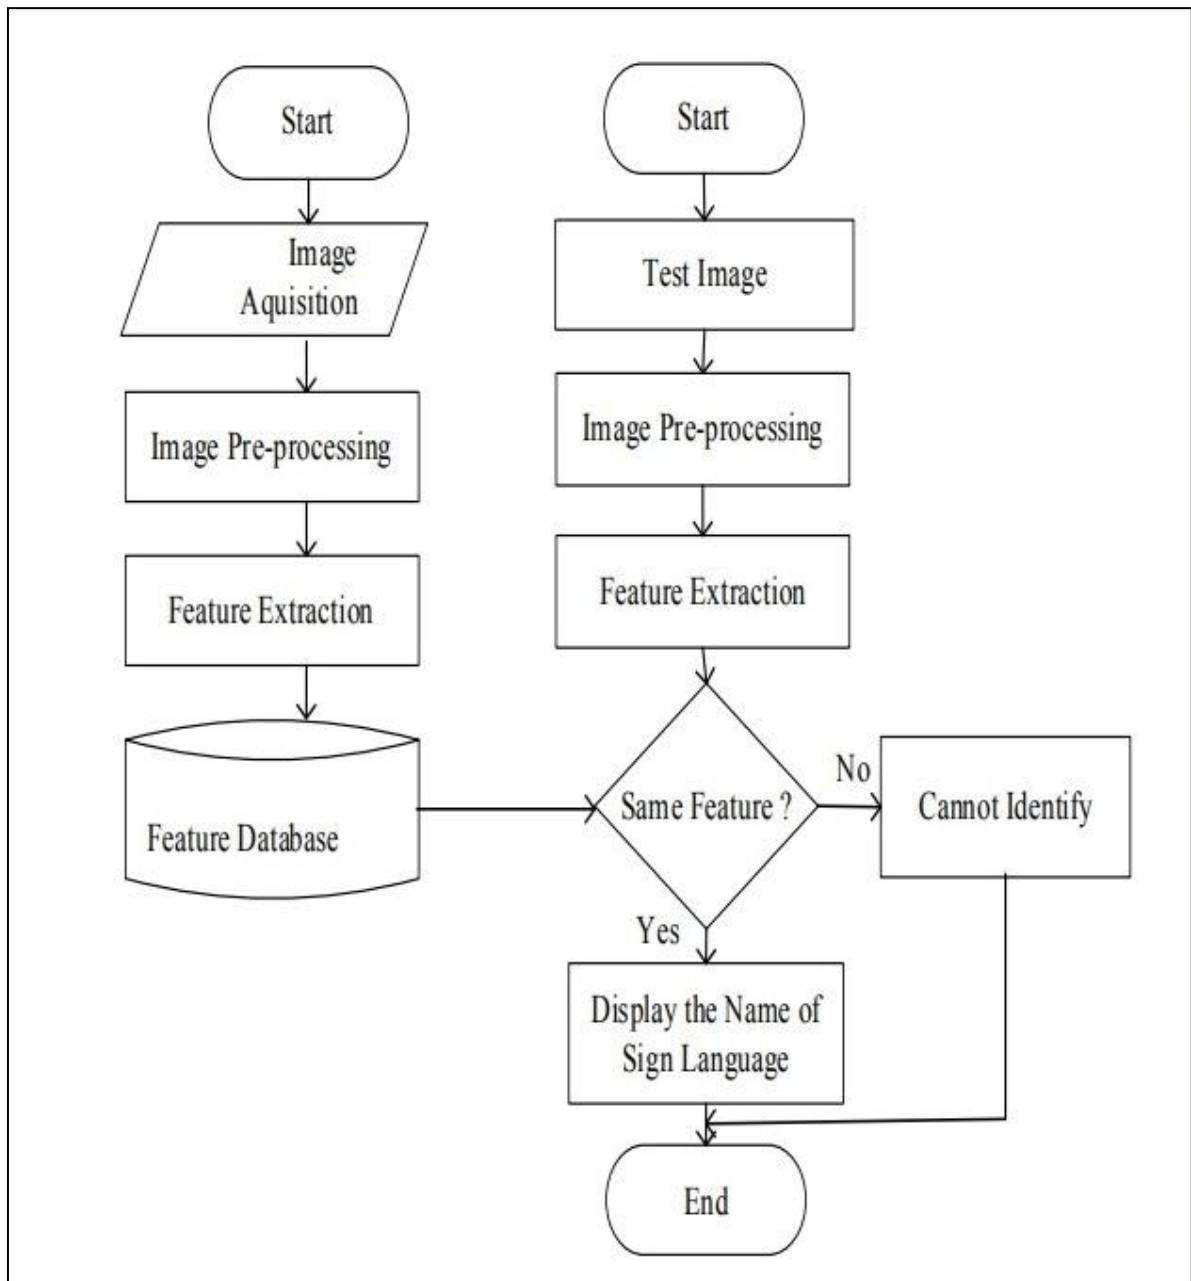 Start
Image
Aquisition
Image Pre-processing
Feature Extraction
Feature Database
Start
Test Image
Image Pre-processing
Feature Extraction
Same Feature ?
No
Cannot Identify
Yes
Display the Name of
Sign Language
End